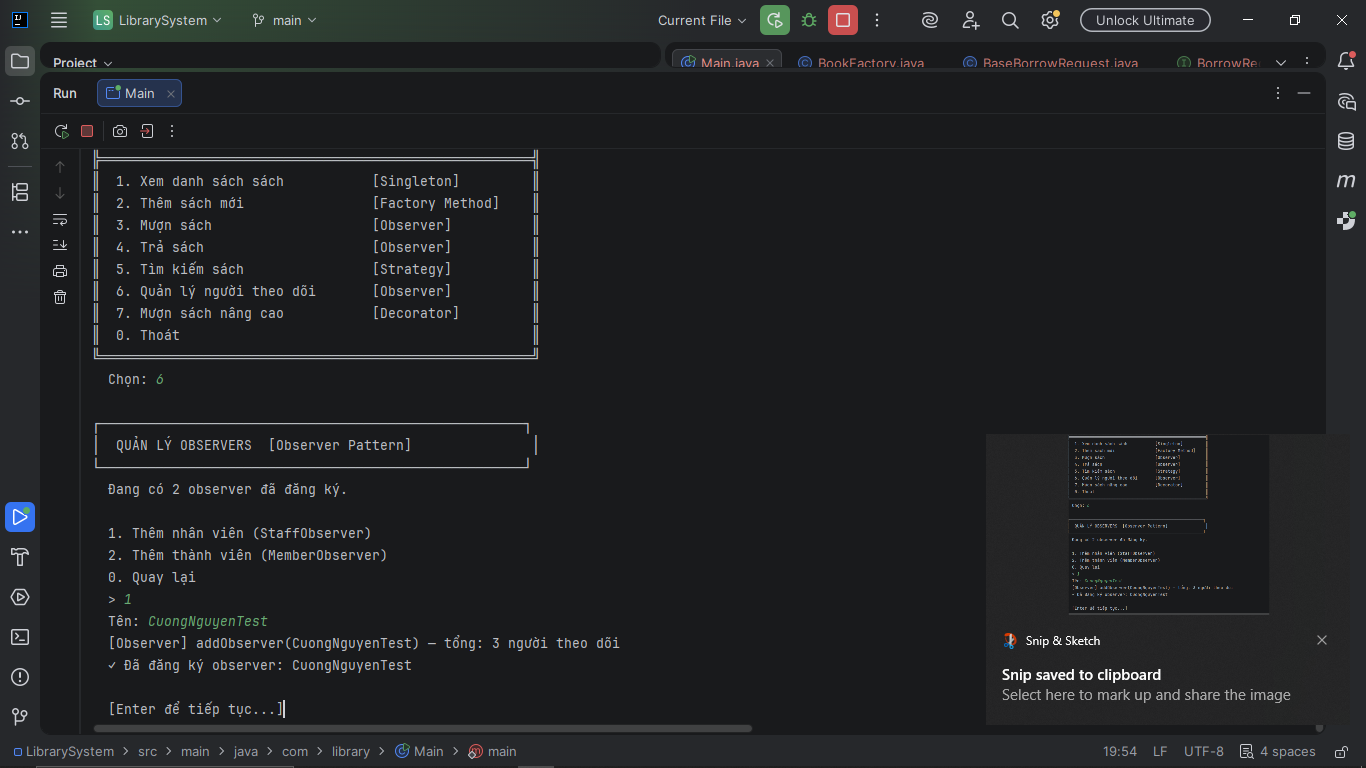 LS LibrarySystem main Current File Unlock Ultimate
Project Main.java BookFactory.java BaseBorrowRequest.java BorrowRe
Run Main
1. Xem danh sách sách [Singleton]
2. Thêm sách mới [Factory Method]
3. Mượn sách [Observer]
4. Trả sách [Observer]
5. Tìm kiếm sách [Strategy]
6. Quản lý người theo dõi [Observer]
7. Mượn sách nâng cao [Decorator]
0. Thoát
Chọn: 6
QUẢN LÝ OBSERVERS [Observer Pattern]
Đang có 2 observer đã đăng ký.
1. Thêm nhân viên (StaffObserver)
2. Thêm thành viên (MemberObserver)
0. Quay lại
> 1
Tên: CuongNguyenTest
[Observer] addObserver(CuongNguyenTest) — tổng: 3 người theo dõi
✓ Đã đăng ký observer: CuongNguyenTest
[Enter để tiếp tục...]
Snip & Sketch
Snip saved to clipboard
Select here to mark up and share the image
LibrarySystem > src > main > java > com > library > Main > main 19:54 LF UTF-8 4 spaces